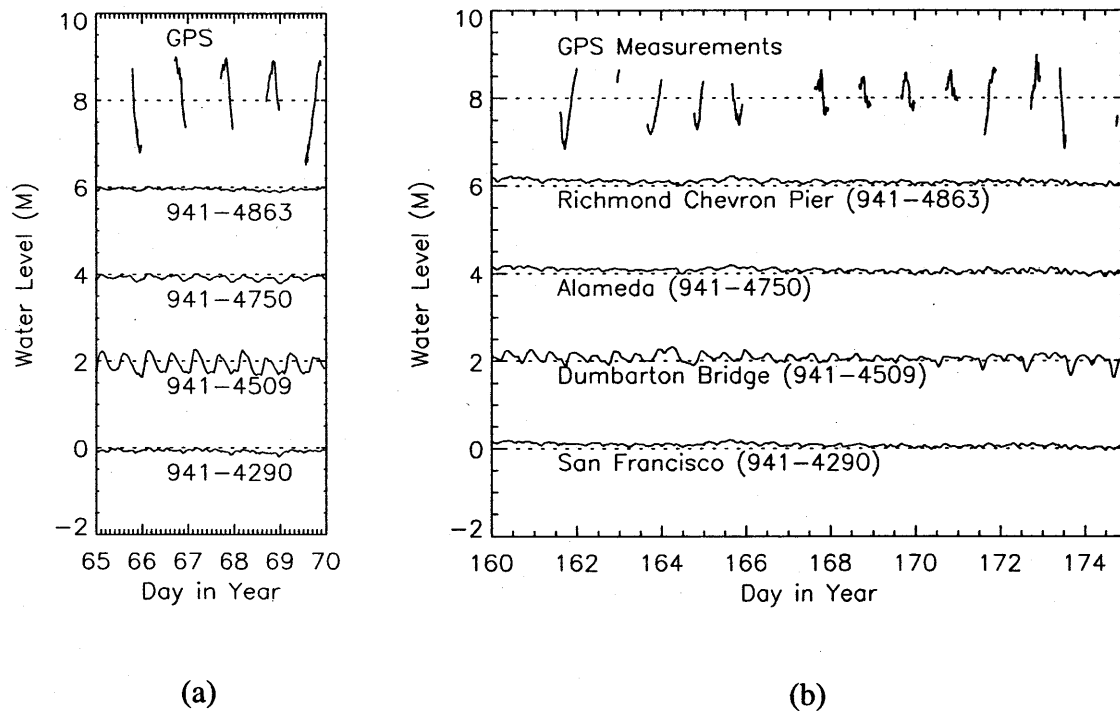 10
GPS
8
6
941-4863
4
941-4750
2
941-4509
0
941-4290
-2
65 66 67 68 69 70
Day in Year
Water Level (M)
(a)
10
GPS Measurements
8
6
Richmond Chevron Pier (941-4863)
4
Alameda (941-4750)
2
Dumbarton Bridge (941-4509)
0
San Francisco (941-4290)
-2
160 162 164 166 168 170 172 174
Day in Year
Water Level (M)
(b)